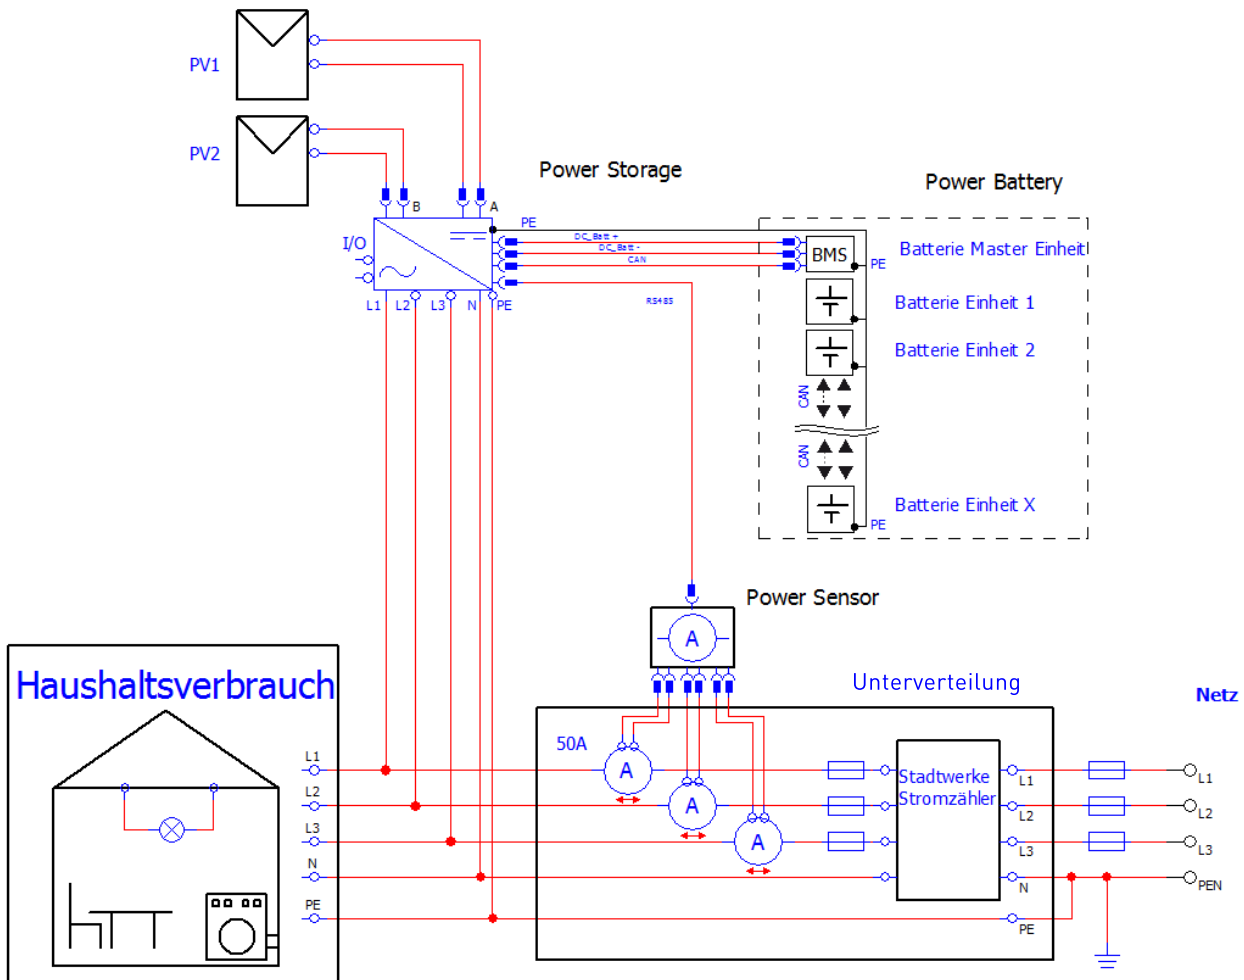 PV1
PV2
Power Storage
Power Battery
B
A
PE
I/O
DC_Batt +
DC_Batt -
CAN
BMS
PE
Batterie Master Einheit
L1
L2
L3
N
PE
RS485
Batterie Einheit 1
Batterie Einheit 2
CAN
CAN
Batterie Einheit X
PE
Power Sensor
A
Haushaltsverbrauch
Unterverteilung
Netz
50A
L1
A
Stadtwerke
Stromzähler
L1
L1
L2
A
L2
L2
L3
A
L3
L3
N
N
PEN
PE
PE